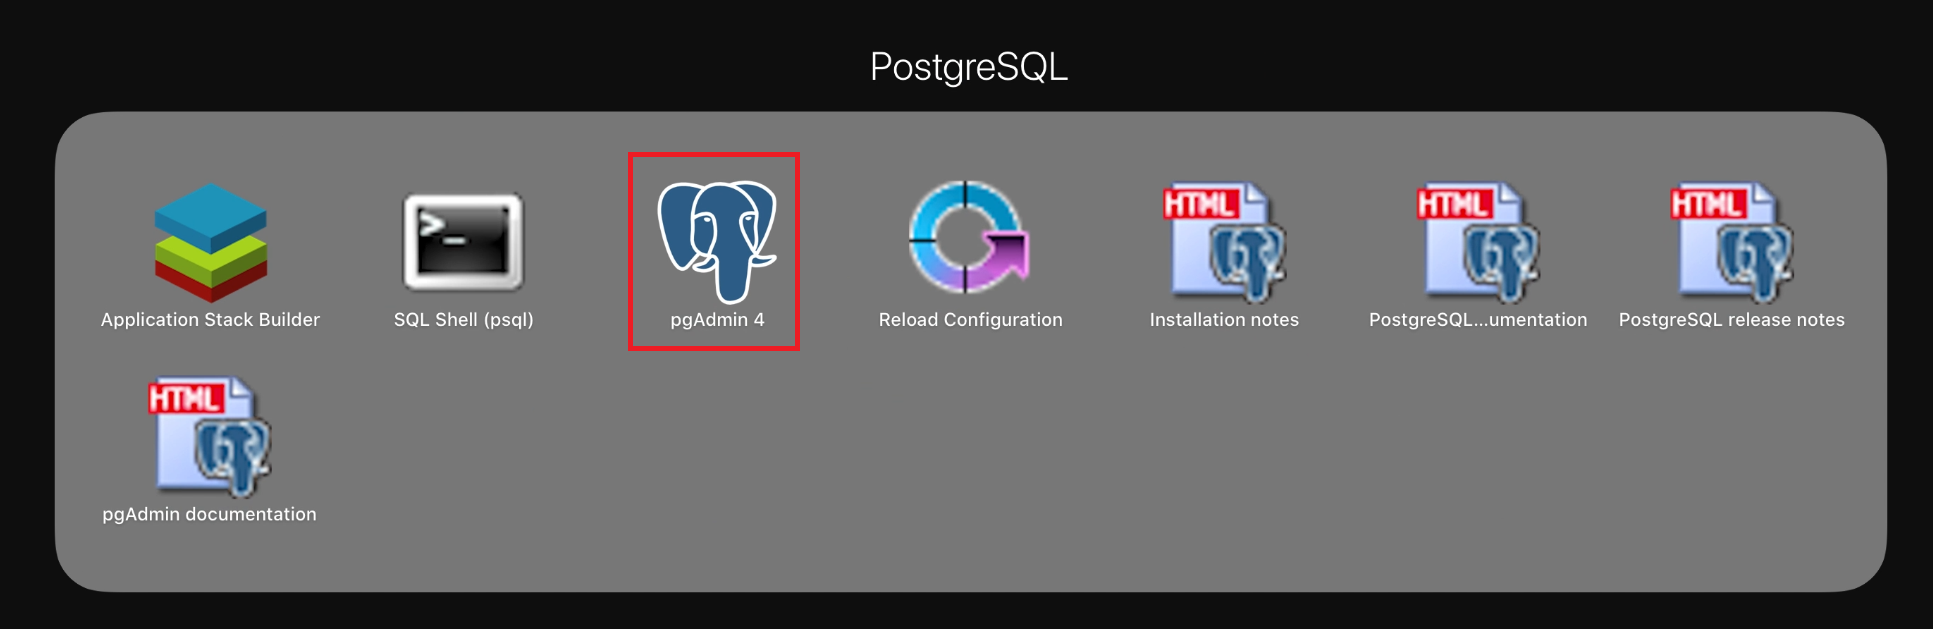 PostgreSQL
Application Stack Builder
SQL Shell (psql)
pgAdmin 4
Reload Configuration
HTML
Installation notes
HTML
PostgreSQL...umentation
HTML
PostgreSQL release notes
HTML
pgAdmin documentation